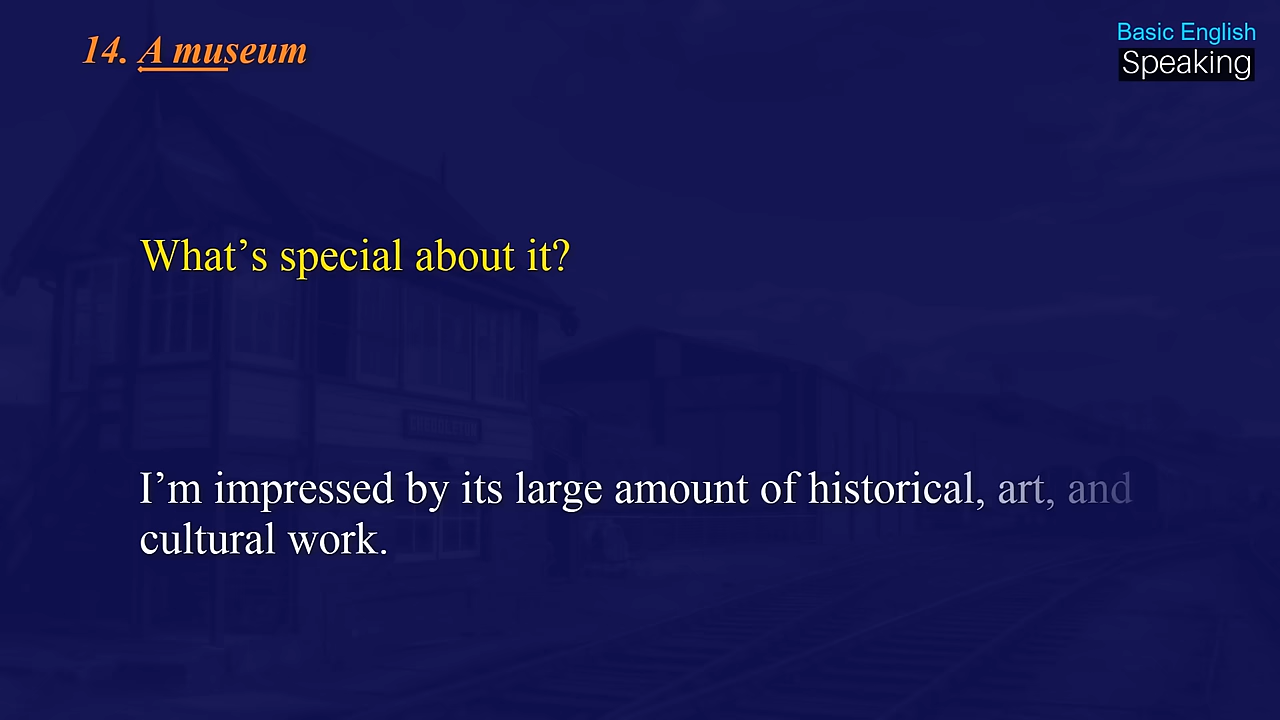 14. A museum
Basic English
Speaking
What's special about it?
I'm impressed by its large amount of historical, art, and
cultural work.